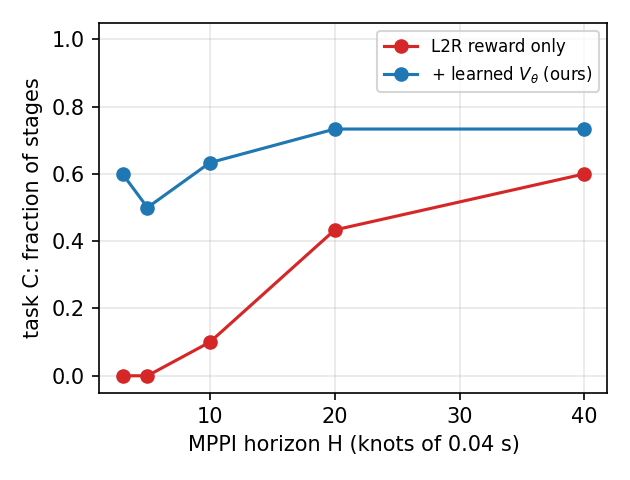 L2R reward only
+ learned Vθ (ours)
1.0
0.8
0.6
0.4
0.2
0.0
task C: fraction of stages
10 20 30 40
MPPI horizon H (knots of 0.04 s)